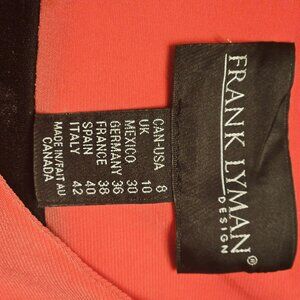 FRANK LYMAN®
DESIGN
CAN-USA 8
UK 10
MEXICO 30
GERMANY 36
FRANCE 38
SPAIN 40
ITALY 42
MADE IN/FAIT AU
CANADA